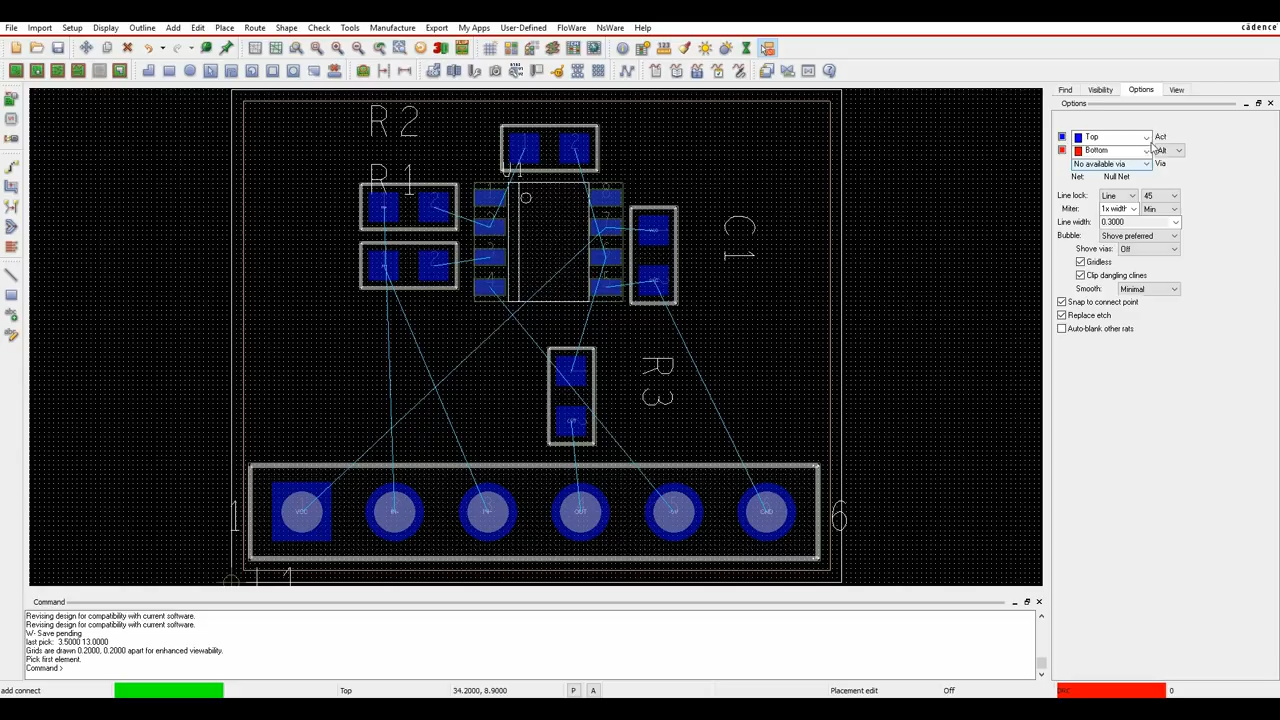 File Import Setup Display Outline Add Edit Place Route Shape Check Tools Manufacture Export My Apps User-Defined FloWare NsWare Help
cādence
Find Visibility Options View
Options
Top Act
Bottom Alt
No available via Via
Net: Null Net
Line lock: Line 45
Miter: 1x width Min
Line width: 0.3000
Bubble: Shove preferred
Shove vias: Off
Gridless
Clip dangling clines
Smooth: Minimal
Snap to connect point
Replace etch
Auto-blank other rats
R2
R1
U1
C1
R3
VCC
OUT
GND
1
6
Command
Revising design for compatibility with current software.
Revising design for compatibility with current software.
W- Save pending
last pick: 3.5000 13.0000
Grids are drawn 0.2000, 0.2000 apart for enhanced viewability.
Pick first element.
Command >
add connect Top 34.2000, 8.9000 P A Placement edit Off DRC 0